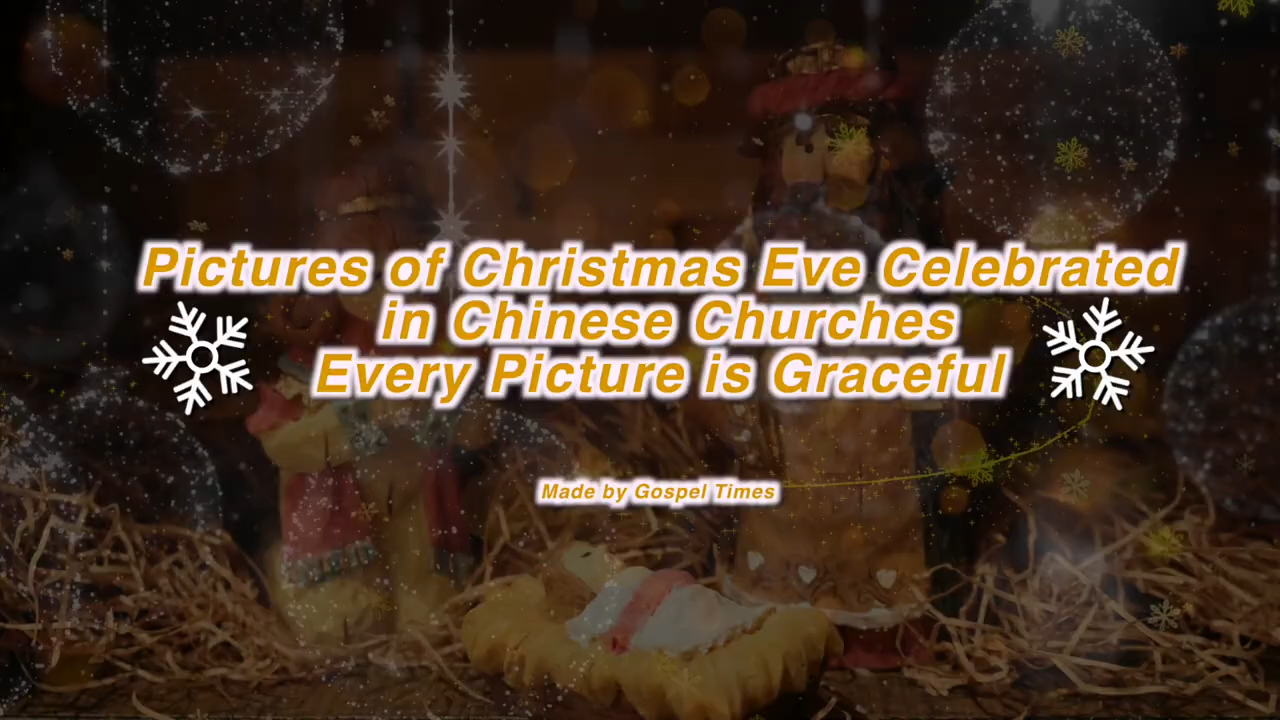 Pictures of Christmas Eve Celebrated
in Chinese Churches
Every Picture is Graceful
Made by Gospel Times